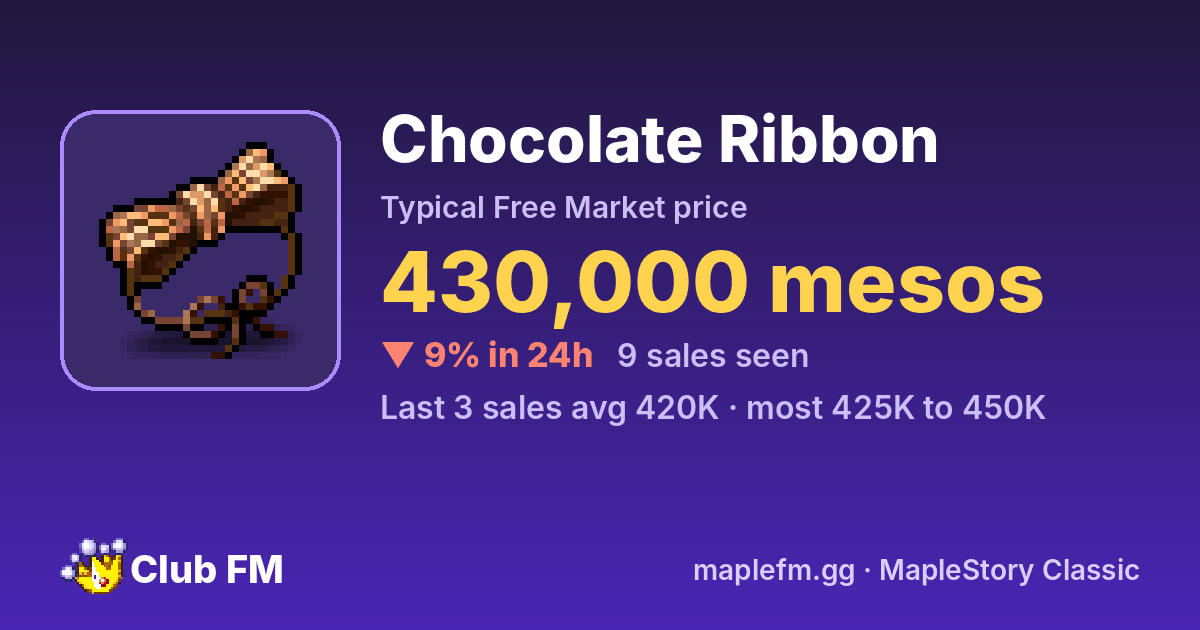 Chocolate Ribbon
Typical Free Market price
430,000 mesos
▼ 9% in 24h 9 sales seen
Last 3 sales avg 420K · most 425K to 450K
Club FM
maplefm.gg · MapleStory Classic